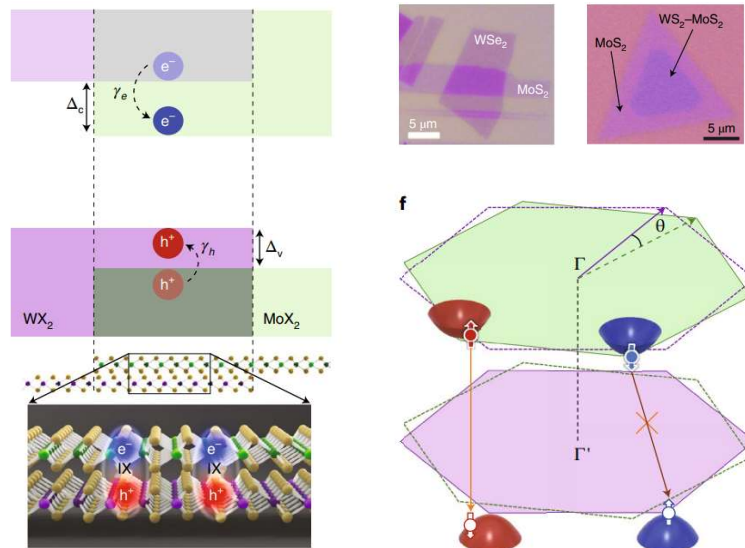 e⁻
Δc
γe
e⁻
h⁺
γh
Δv
h⁺
WX₂
MoX₂
e⁻
e⁻
IX
IX
h⁺
h⁺
WSe₂
MoS₂
5 μm
WS₂–MoS₂
MoS₂
5 μm
f
θ
Γ
Γ'